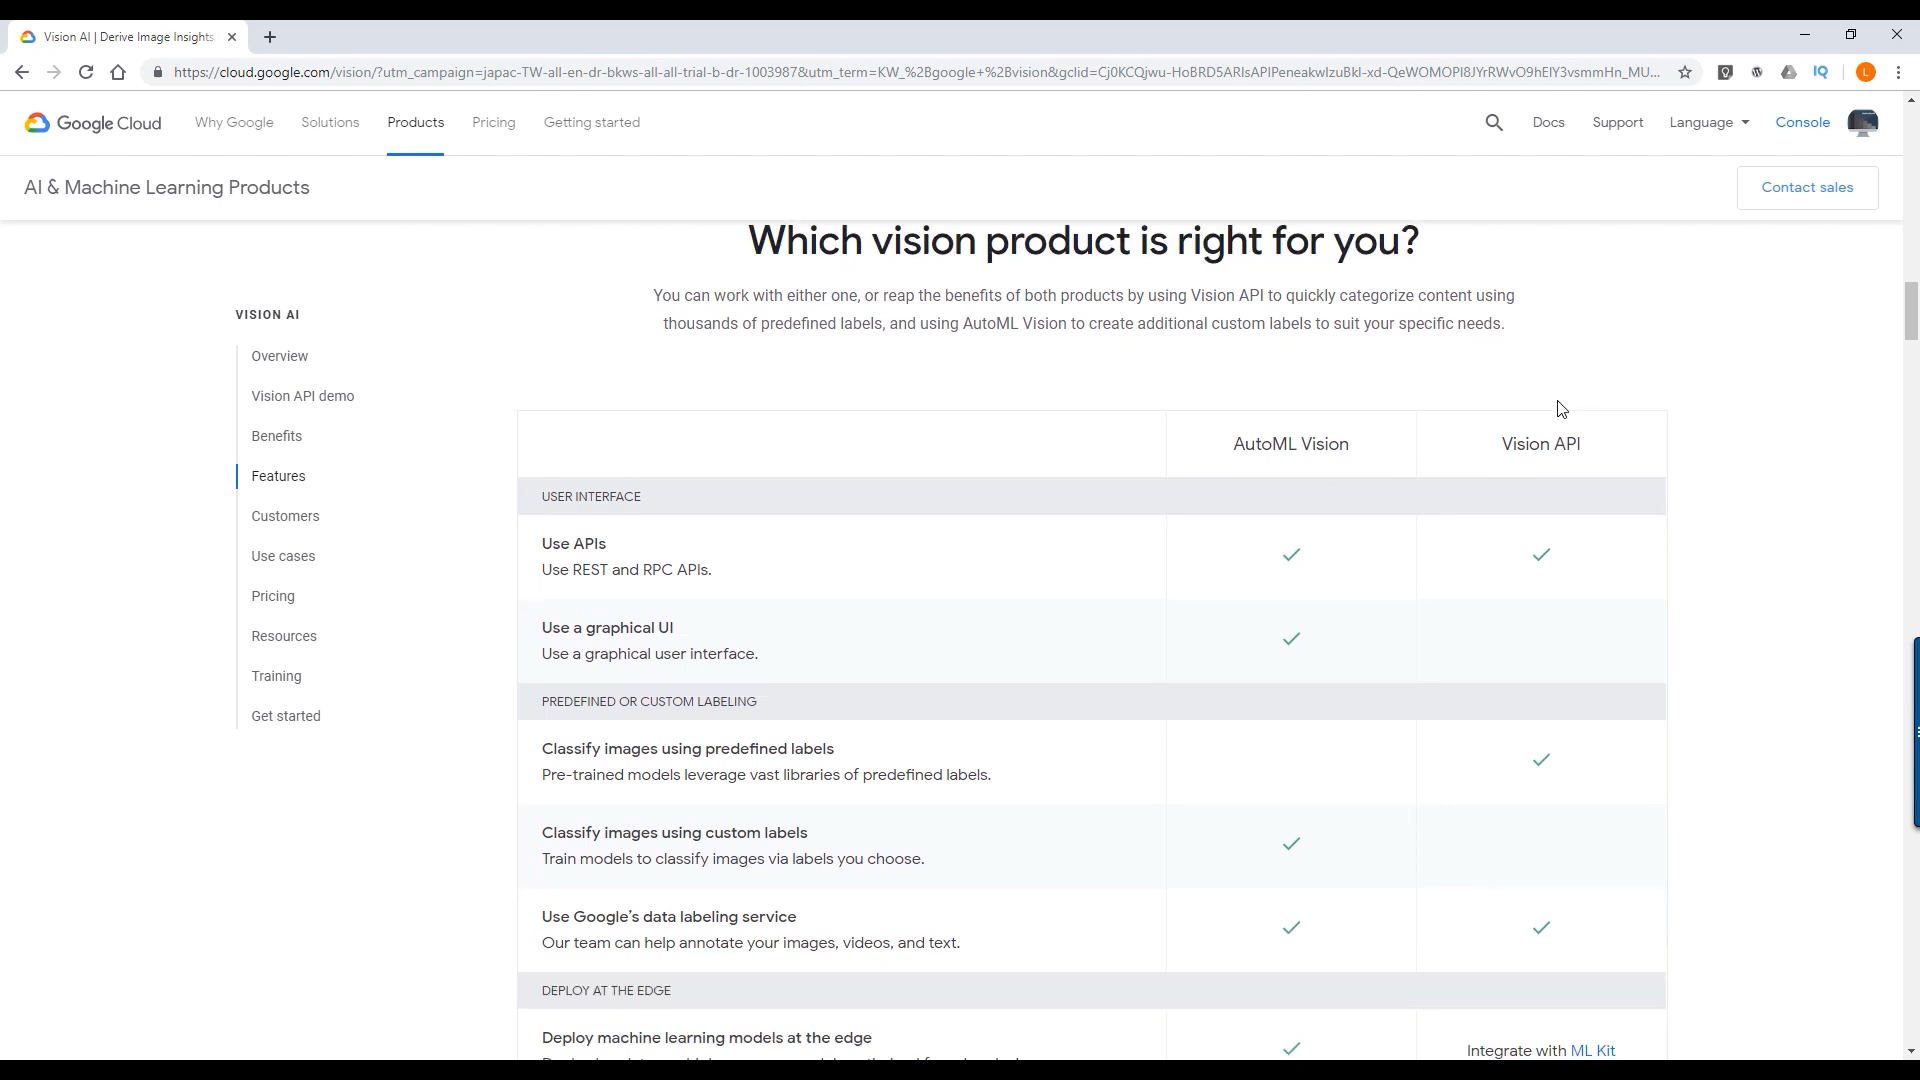 Vision AI | Derive Image Insights
https://cloud.google.com/vision/?utm_campaign=japac-TW-all-en-dr-bkws-all-all-trial-b-dr-1003987&utm_term=KW_%2Bgoogle+%2Bvision&gclid=
IQ
L
Google Cloud
Why Google
Solutions
Products
Pricing
Getting started
Docs
Support
Language
Console
AI & Machine Learning Products
Contact sales
Which vision product is right for you?
You can work with either one, or reap the benefits of both products by using Vision API to quickly categorize content using
thousands of predefined labels, and using AutoML Vision to create additional custom labels to suit your specific needs.
VISION AI
Overview
Vision API demo
Benefits
Features
Customers
Use cases
Pricing
Resources
Training
Get started
AutoML Vision
Vision API
USER INTERFACE
Use APIs
Use REST and RPC APIs.
Use a graphical UI
Use a graphical user interface.
PREDEFINED OR CUSTOM LABELING
Classify images using predefined labels
Pre-trained models leverage vast libraries of predefined labels.
Classify images using custom labels
Train models to classify images via labels you choose.
Use Google's data labeling service
Our team can help annotate your images, videos, and text.
DEPLOY AT THE EDGE
Deploy machine learning models at the edge
Integrate with ML Kit